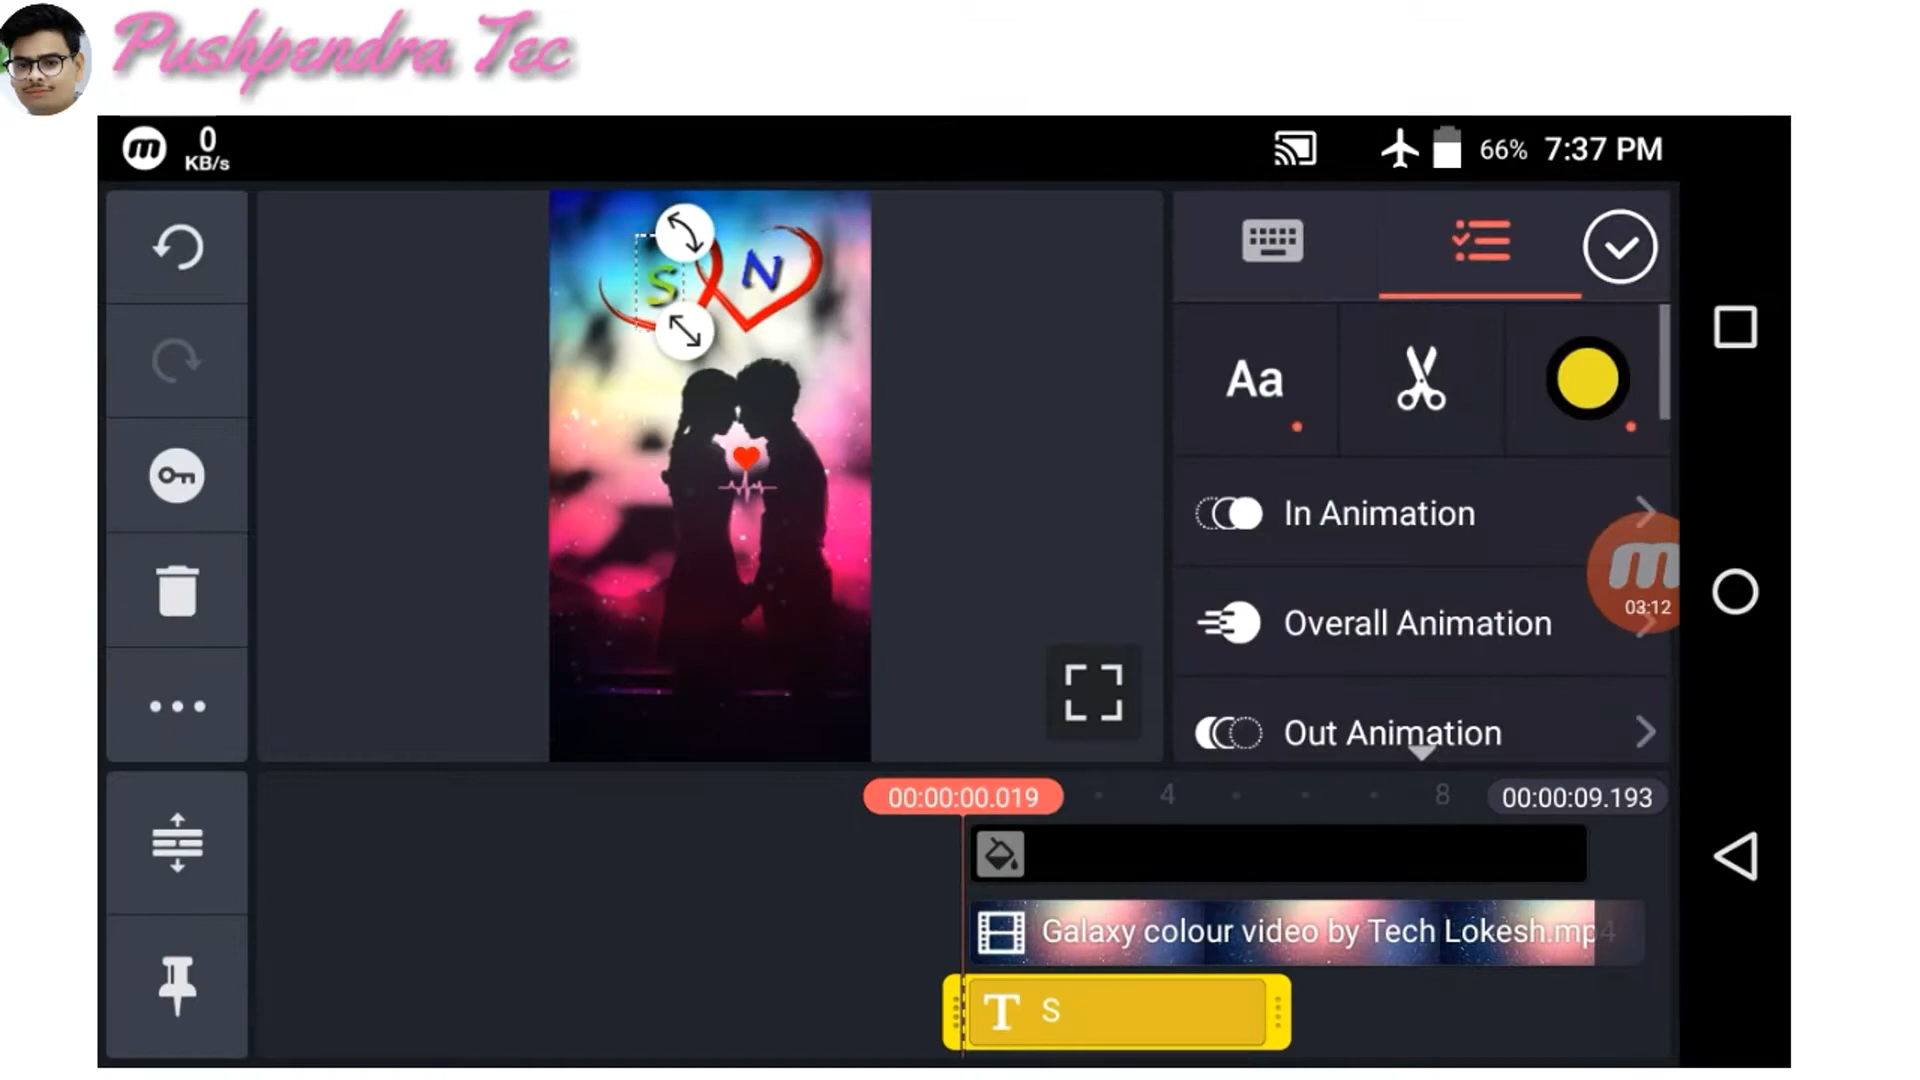 Pushpendra Tec
0
KB/s
66% 7:37 PM
S N
Aa
In Animation
03:12
Overall Animation
Out Animation
00:00:00.019 4 8 00:00:09.193
Galaxy colour video by Tech Lokesh.mp4
T S